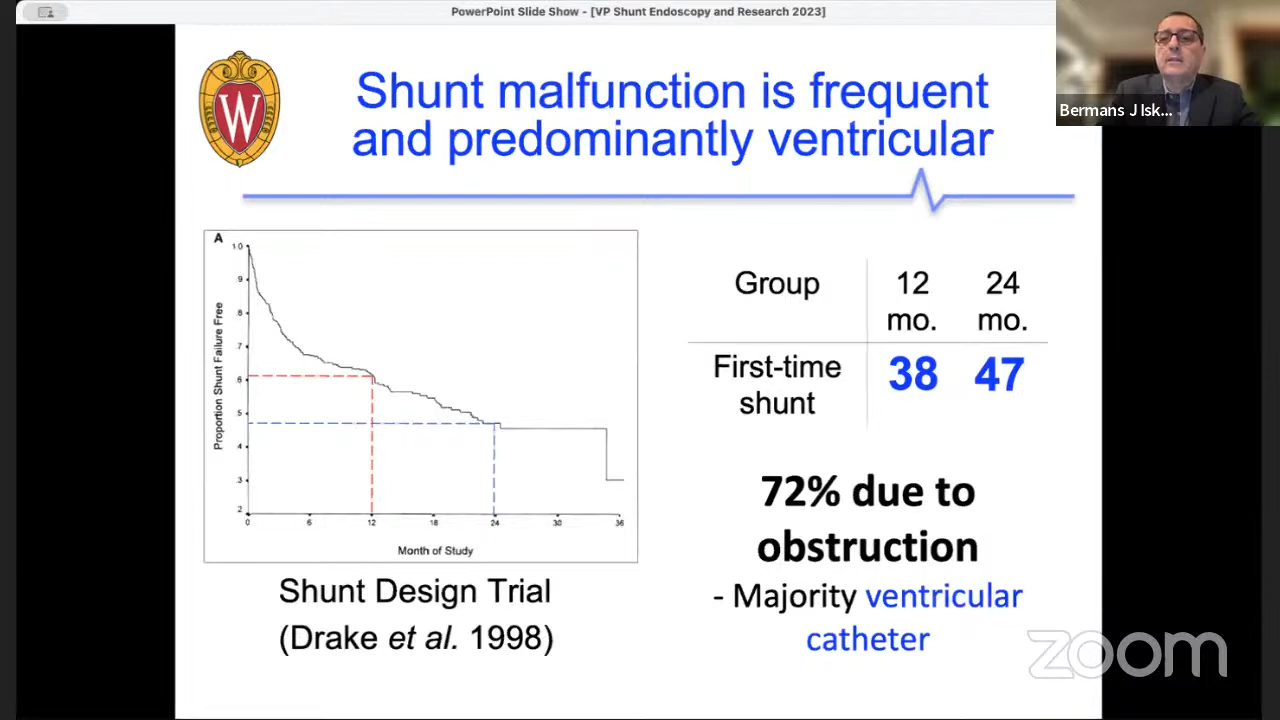 PowerPoint Slide Show - [VP Shunt Endoscopy and Research 2023]
Bermans J Isk...
W
Shunt malfunction is frequent
and predominantly ventricular
A
Proportion Shunt Failure Free
1.0
.9
.8
.7
.6
.5
.4
.3
.2
0 6 12 18 24 30 36
Month of Study
Shunt Design Trial
(Drake et al. 1998)
Group 12 mo. 24 mo.
First-time shunt 38 47
72% due to
obstruction
- Majority ventricular
catheter
zoom